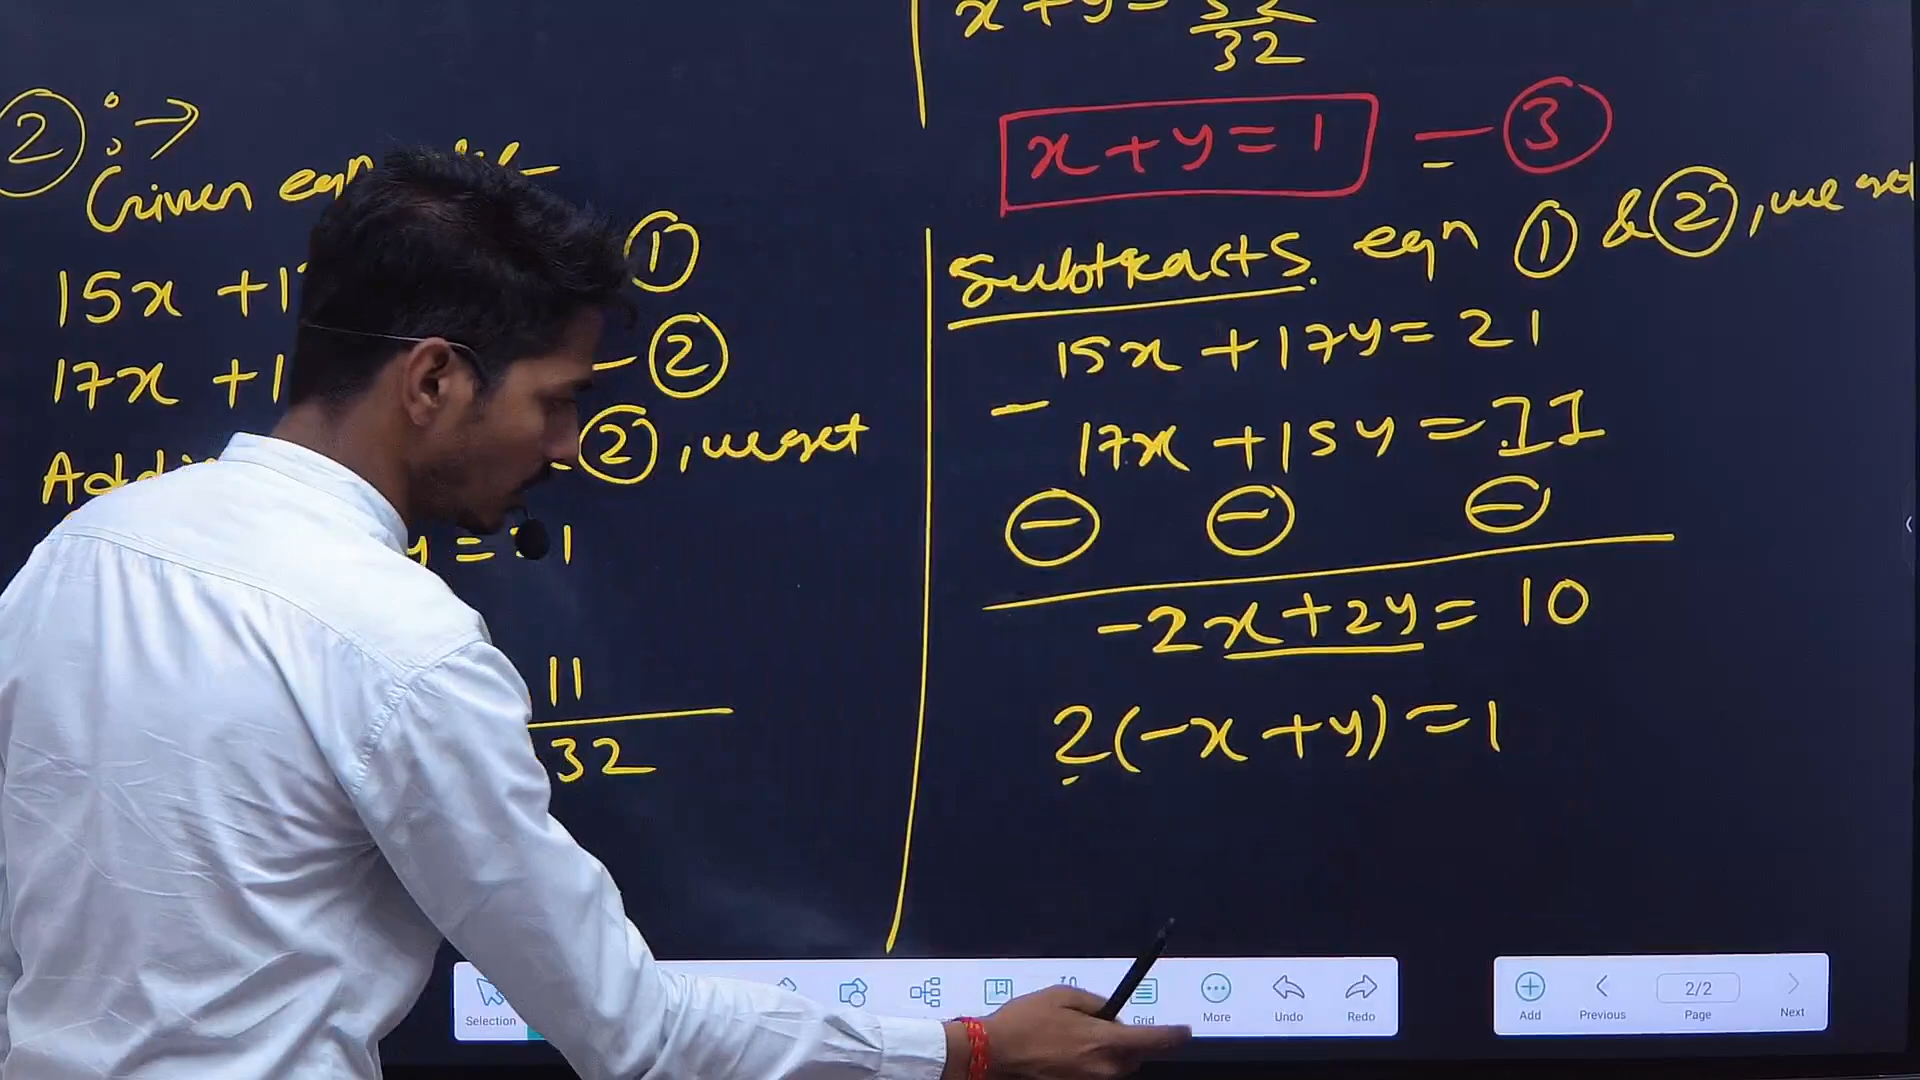 2 :→
Given eqn
15x + 1 1
17x + 1 – 2
2, we get
y = 1
11
32
x + y = 32/32
x + y = 1 – 3
Subtracts. eqn 1 & 2, we get
15x + 17y = 21
– 17x + 15y = 11
– – –
-2x + 2y = 10
2(-x + y) = 1
Selection
Grid
More
Undo
Redo
Add
Previous
2/2
Page
Next